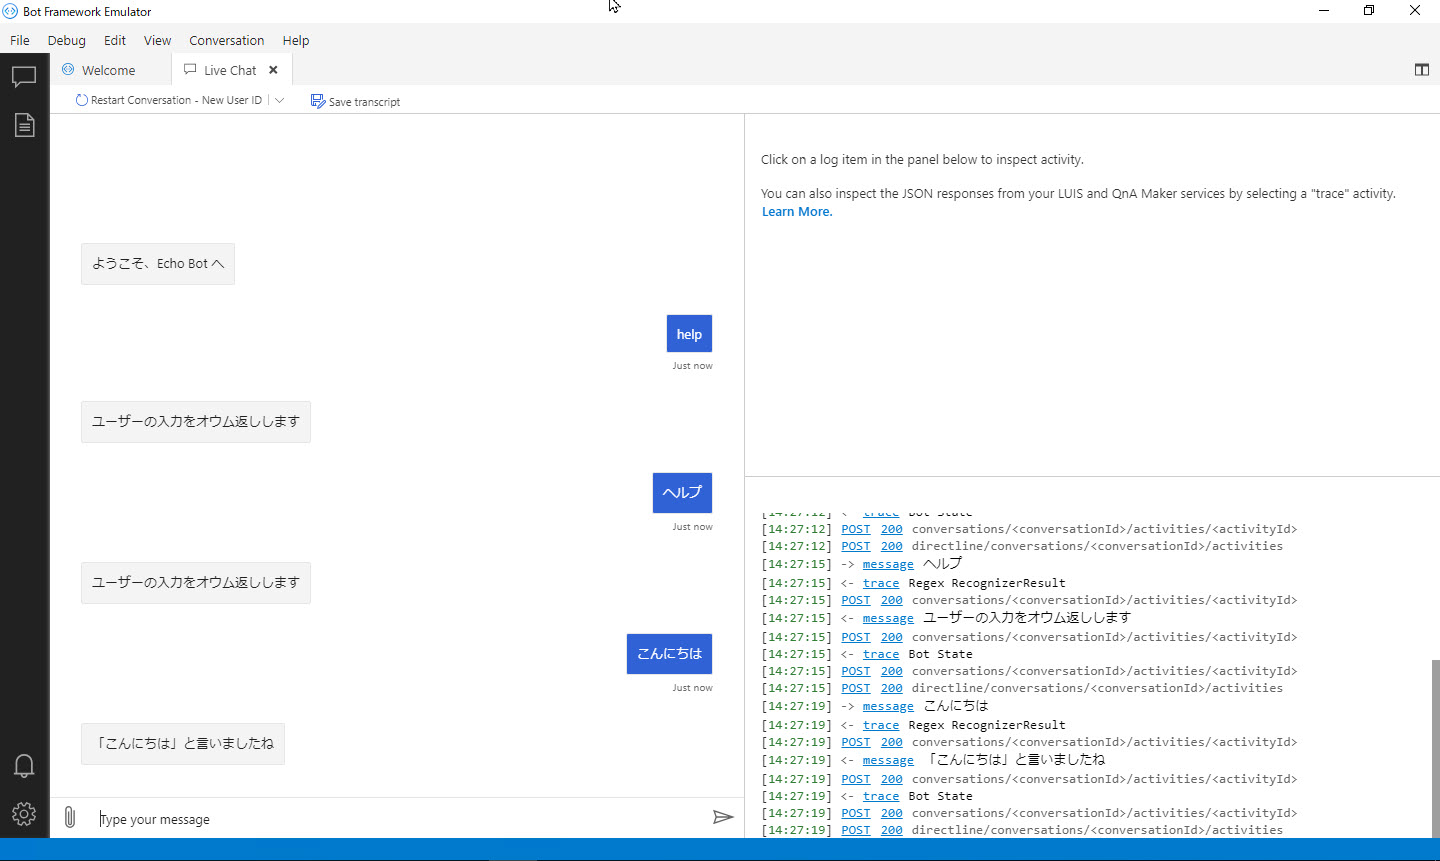 Bot Framework Emulator
File Debug Edit View Conversation Help
Welcome Live Chat
Restart Conversation - New User ID Save transcript
ようこそ、Echo Bot へ
help
Just now
ユーザーの入力をオウム返しします
ヘルプ
Just now
ユーザーの入力をオウム返しします
こんにちは
Just now
「こんにちは」と言いましたね
Type your message
Click on a log item in the panel below to inspect activity.
You can also inspect the JSON responses from your LUIS and QnA Maker services by selecting a "trace" activity.
Learn More.
[14:27:12] <- trace Bot State
[14:27:12] POST 200 conversations/<conversationId>/activities/<activityId>
[14:27:12] POST 200 directline/conversations/<conversationId>/activities
[14:27:15] -> message ヘルプ
[14:27:15] <- trace Regex RecognizerResult
[14:27:15] POST 200 conversations/<conversationId>/activities/<activityId>
[14:27:15] <- message ユーザーの入力をオウム返しします
[14:27:15] POST 200 conversations/<conversationId>/activities/<activityId>
[14:27:15] <- trace Bot State
[14:27:15] POST 200 conversations/<conversationId>/activities/<activityId>
[14:27:15] POST 200 directline/conversations/<conversationId>/activities
[14:27:19] -> message こんにちは
[14:27:19] <- trace Regex RecognizerResult
[14:27:19] POST 200 conversations/<conversationId>/activities/<activityId>
[14:27:19] <- message 「こんにちは」と言いましたね
[14:27:19] POST 200 conversations/<conversationId>/activities/<activityId>
[14:27:19] <- trace Bot State
[14:27:19] POST 200 conversations/<conversationId>/activities/<activityId>
[14:27:19] POST 200 directline/conversations/<conversationId>/activities